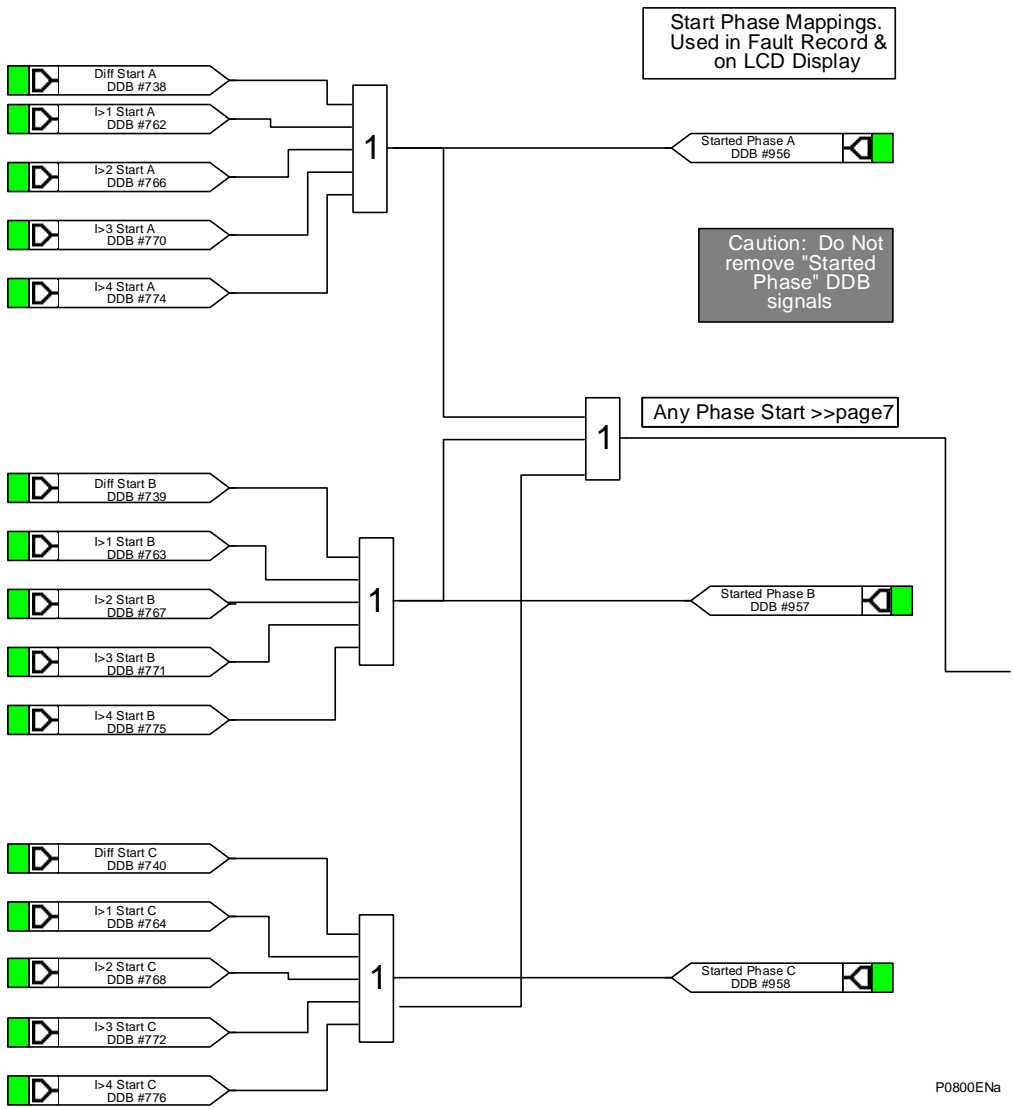 Start Phase Mappings.
Used in Fault Record &
on LCD Display
Diff Start A
DDB #738
I>1 Start A
DDB #762
I>2 Start A
DDB #766
I>3 Start A
DDB #770
I>4 Start A
DDB #774
1
Started Phase A
DDB #956
Caution: Do Not
remove "Started
Phase" DDB
signals
1
Any Phase Start >>page7
Diff Start B
DDB #739
I>1 Start B
DDB #763
I>2 Start B
DDB #767
I>3 Start B
DDB #771
I>4 Start B
DDB #775
1
Started Phase B
DDB #957
Diff Start C
DDB #740
I>1 Start C
DDB #764
I>2 Start C
DDB #768
I>3 Start C
DDB #772
I>4 Start C
DDB #776
1
Started Phase C
DDB #958
P0800ENa